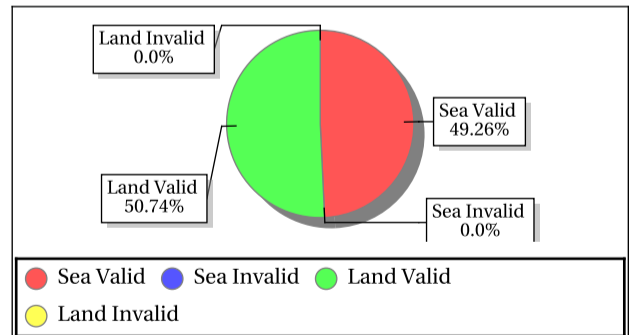 Land Invalid
0.0%
Sea Valid
49.26%
Land Valid
50.74%
Sea Invalid
0.0%
Sea Valid Sea Invalid Land Valid
Land Invalid